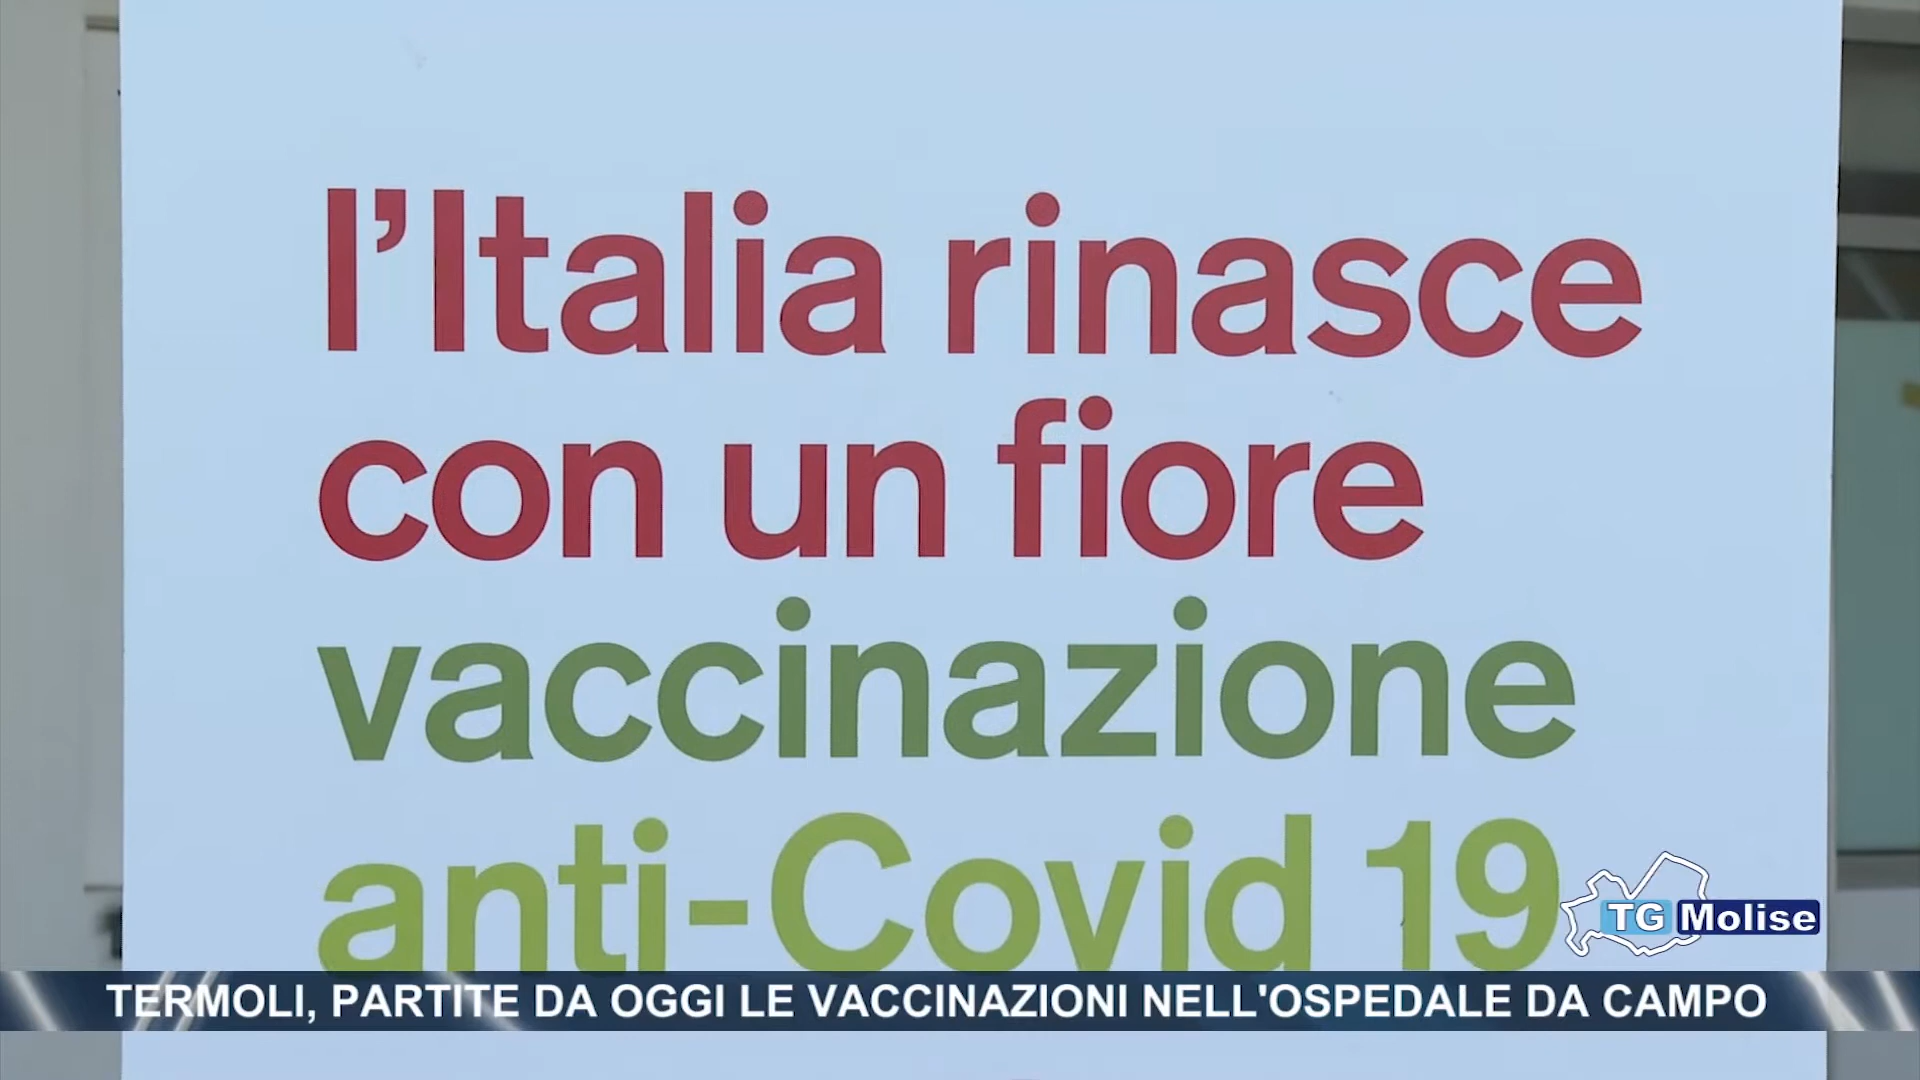 l'Italia rinasce
con un fiore
vaccinazione
anti-Covid 19
TG Molise
TERMOLI, PARTITE DA OGGI LE VACCINAZIONI NELL'OSPEDALE DA CAMPO